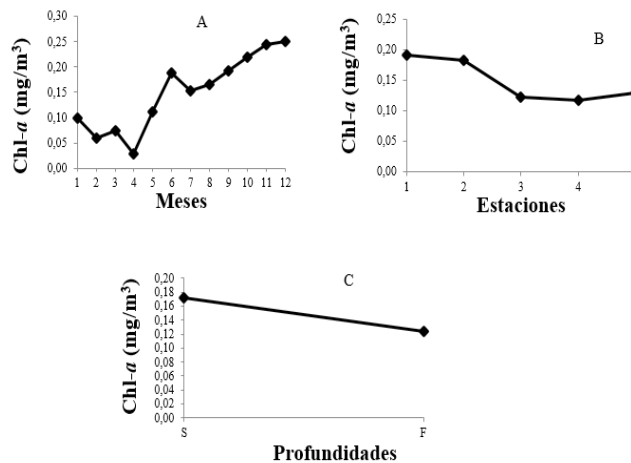 A
Chl-a (mg/m³)
0,30
0,25
0,20
0,15
0,10
0,05
0,00
1 2 3 4 5 6 7 8 9 10 11 12
Meses
B
Chl-a (mg/m³)
0,25
0,20
0,15
0,10
0,05
0,00
1 2 3 4
Estaciones
C
Chl-a (mg/m³)
0,20
0,18
0,16
0,14
0,12
0,10
0,08
0,06
0,04
0,02
0,00
S F
Profundidades